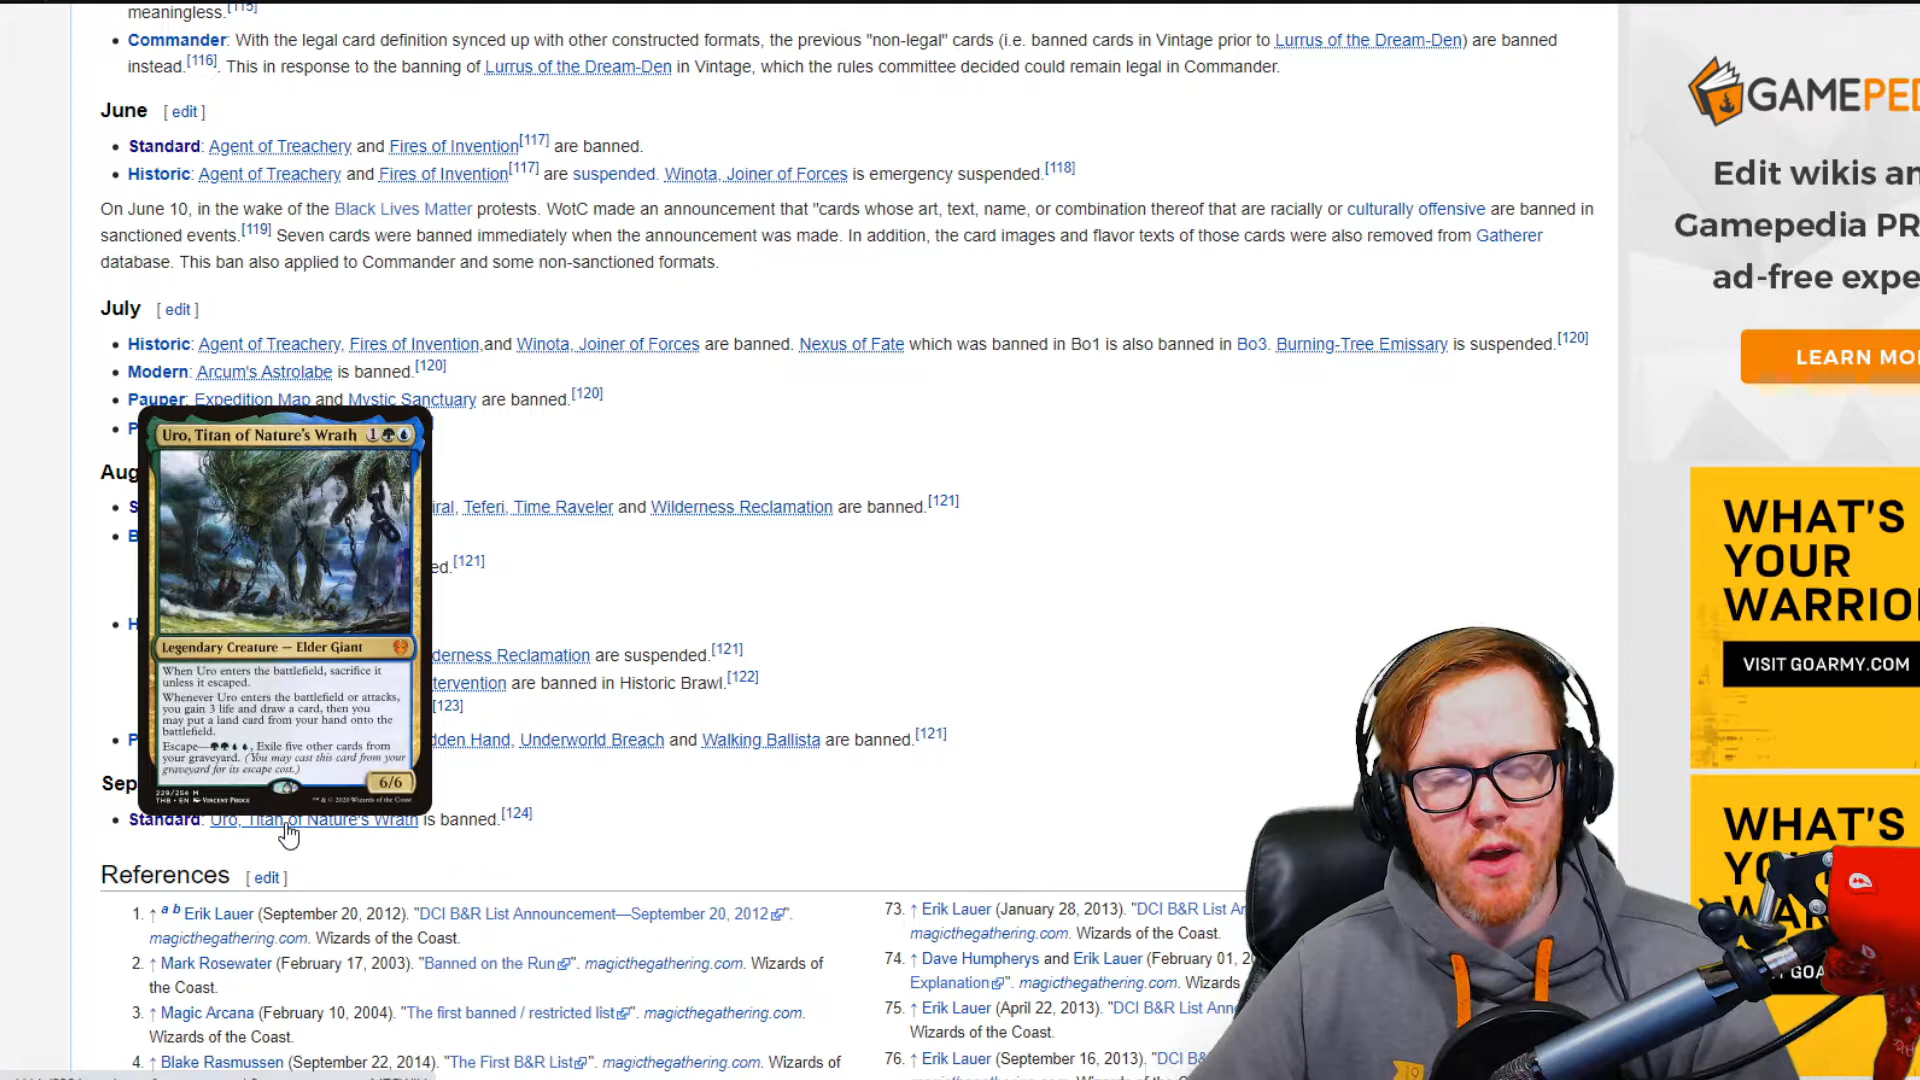 meaningless.[115]
• Commander: With the legal card definition synced up with other constructed formats, the previous "non-legal" cards (i.e. banned cards in Vintage prior to Lurrus of the Dream-Den) are banned
instead.[116]. This in response to the banning of Lurrus of the Dream-Den in Vintage, which the rules committee decided could remain legal in Commander.
June [ edit ]
• Standard: Agent of Treachery and Fires of Invention[117] are banned.
• Historic: Agent of Treachery and Fires of Invention[117] are suspended. Winota, Joiner of Forces is emergency suspended.[118]
On June 10, in the wake of the Black Lives Matter protests. WotC made an announcement that "cards whose art, text, name, or combination thereof that are racially or culturally offensive are banned in
sanctioned events.[119] Seven cards were banned immediately when the announcement was made. In addition, the card images and flavor texts of those cards were also removed from Gatherer
database. This ban also applied to Commander and some non-sanctioned formats.
July [ edit ]
• Historic: Agent of Treachery, Fires of Invention,and Winota, Joiner of Forces are banned. Nexus of Fate which was banned in Bo1 is also banned in Bo3. Burning-Tree Emissary is suspended.[120]
• Modern: Arcum's Astrolabe is banned.[120]
• Pauper: Expedition Map and Mystic Sanctuary are banned.[120]
• P
Aug
• S iral, Teferi, Time Raveler and Wilderness Reclamation are banned.[121]
• B
ed.[121]
• H
derness Reclamation are suspended.[121]
tervention are banned in Historic Brawl.[122]
[123]
• P dden Hand, Underworld Breach and Walking Ballista are banned.[121]
Sep
• Standard: Uro, Titan of Nature's Wrath is banned.[124]
Uro, Titan of Nature's Wrath 1
Legendary Creature — Elder Giant
When Uro enters the battlefield, sacrifice it
unless it escaped.
Whenever Uro enters the battlefield or attacks,
you gain 3 life and draw a card, then you
may put a land card from your hand onto the
battlefield.
Escape— , Exile five other cards from
your graveyard. (You may cast this card from your
graveyard for its escape cost.)
6/6
229/254 M
THB • EN
™ & © 2020 Wizards of the Coast
References [ edit ]
1. ↑ a b Erik Lauer (September 20, 2012). "DCI B&R List Announcement—September 20, 2012".
magicthegathering.com. Wizards of the Coast.
2. ↑ Mark Rosewater (February 17, 2003). "Banned on the Run". magicthegathering.com. Wizards of
the Coast.
3. ↑ Magic Arcana (February 10, 2004). "The first banned / restricted list". magicthegathering.com.
Wizards of the Coast.
4. ↑ Blake Rasmussen (September 22, 2014). "The First B&R List". magicthegathering.com. Wizards of
73. ↑ Erik Lauer (January 28, 2013). "DCI B&R List Ar
magicthegathering.com. Wizards of the Coast.
74. ↑ Dave Humpherys and Erik Lauer (February 01, 2
Explanation". magicthegathering.com. Wizards
75. ↑ Erik Lauer (April 22, 2013). "DCI B&R List Ann
Wizards of the Coast.
76. ↑ Erik Lauer (September 16, 2013). "DCI B&
GAMEPED
Edit wikis an
Gamepedia PR
ad-free expe
LEARN MO
WHAT'S
YOUR
WARRIO
VISIT GOARMY.COM
WHAT'S